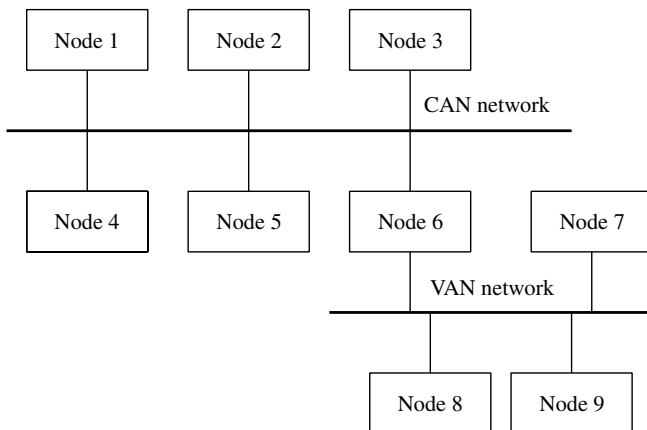 Node 1
Node 2
Node 3
CAN network
Node 4
Node 5
Node 6
Node 7
VAN network
Node 8
Node 9